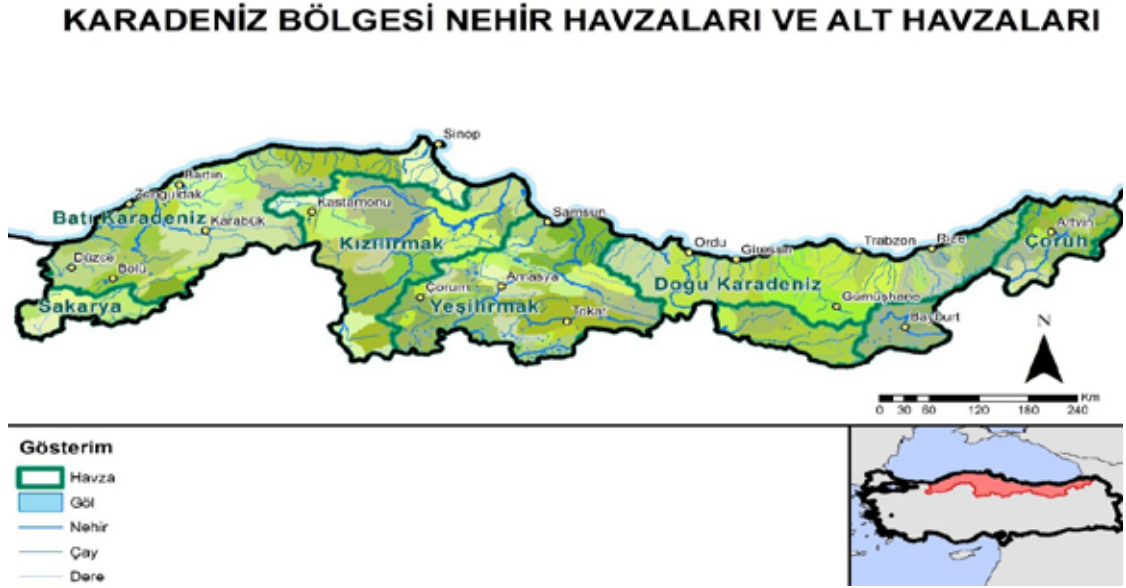 KARADENİZ BÖLGESİ NEHİR HAVZALARI VE ALT HAVZALARI
Sinop
Bartın
Zonguldak
Kastamonu
Batı Karadeniz
Karabük
Samsun
Kızılırmak
Artvin
Ordu
Giresun
Trabzon
Rize
Çoruh
Düzce
Bolu
Amasya
Doğu Karadeniz
Çorum
Yeşilırmak
Gümüşhane
Sakarya
Tokat
Bayburt
N
Km
0 30 60 120 180 240
Gösterim
Havza
Göl
Nehir
Çay
Dere